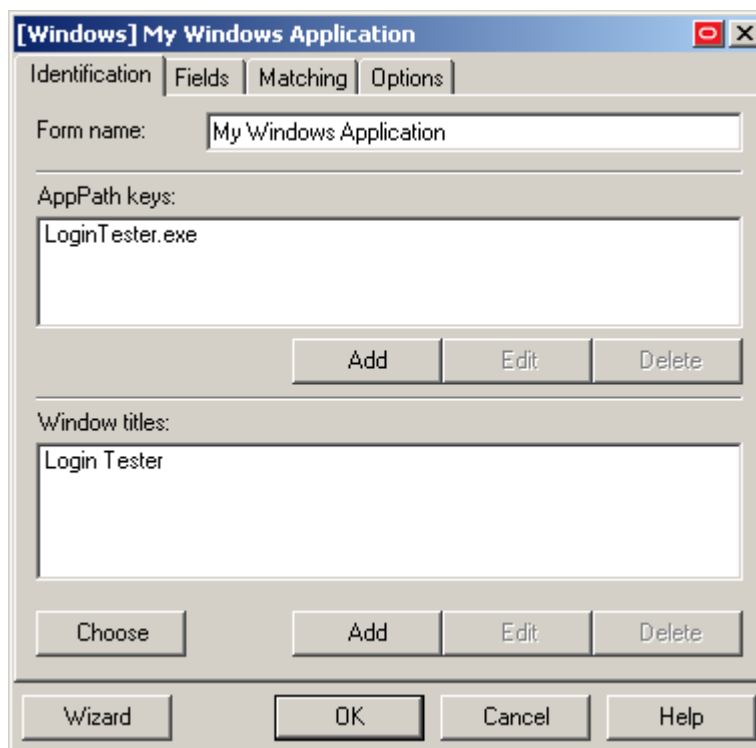 [Windows] My Windows Application
Identification Fields Matching Options
Form name: My Windows Application
AppPath keys:
LoginTester.exe
Add Edit Delete
Window titles:
Login Tester
Choose Add Edit Delete
Wizard OK Cancel Help